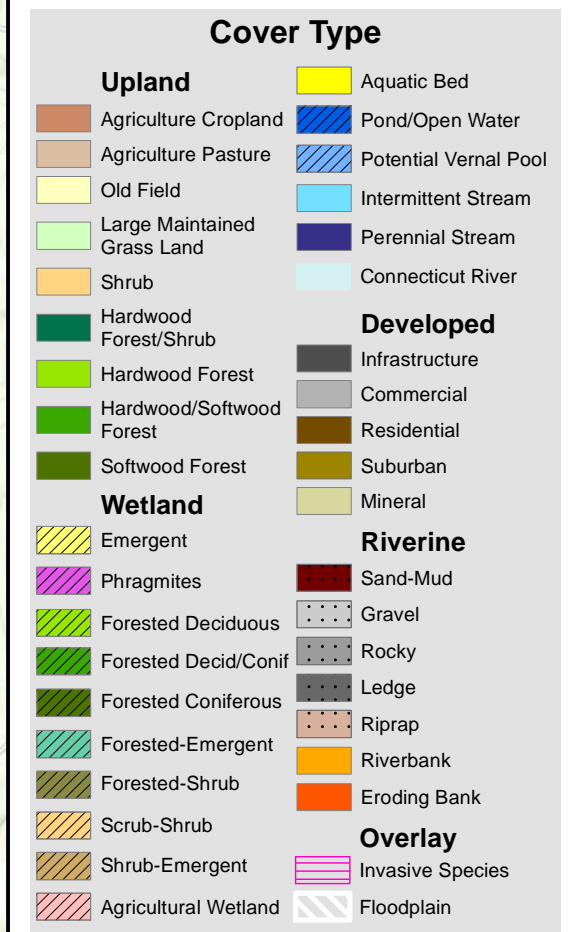 Cover Type
Upland
Agriculture Cropland
Agriculture Pasture
Old Field
Large Maintained
Grass Land
Shrub
Hardwood
Forest/Shrub
Hardwood Forest
Hardwood/Softwood
Forest
Softwood Forest
Wetland
Emergent
Phragmites
Forested Deciduous
Forested Decid/Conif
Forested Coniferous
Forested-Emergent
Forested-Shrub
Scrub-Shrub
Shrub-Emergent
Agricultural Wetland
Aquatic Bed
Pond/Open Water
Potential Vernal Pool
Intermittent Stream
Perennial Stream
Connecticut River
Developed
Infrastructure
Commercial
Residential
Suburban
Mineral
Riverine
Sand-Mud
Gravel
Rocky
Ledge
Riprap
Riverbank
Eroding Bank
Overlay
Invasive Species
Floodplain